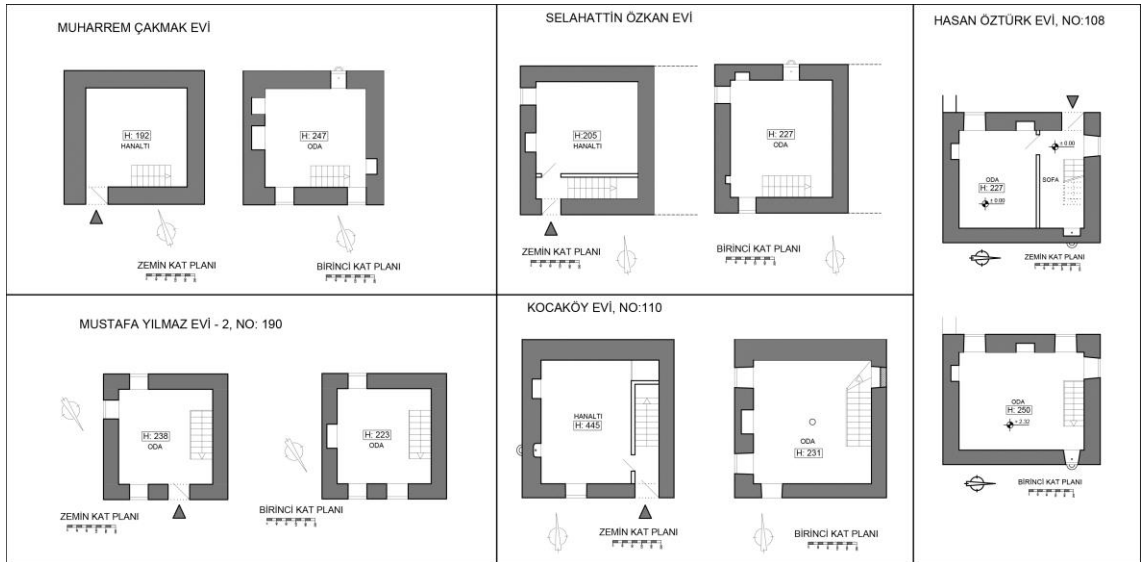 MUHARREM ÇAKMAK EVİ
H: 192
HANALTI
H: 247
ODA
ZEMİN KAT PLANI
BİRİNCİ KAT PLANI
SELAHATTİN ÖZKAN EVİ
H:205
HANALTI
H: 227
ODA
ZEMİN KAT PLANI
BİRİNCİ KAT PLANI
HASAN ÖZTÜRK EVİ, NO:108
± 0.00
ODA
H: 227
SOFA
± 0.00
ZEMİN KAT PLANI
ODA
H: 250
+ 2.32
BİRİNCİ KAT PLANI
MUSTAFA YILMAZ EVİ - 2, NO: 190
H: 238
ODA
H: 223
ODA
ZEMİN KAT PLANI
BİRİNCİ KAT PLANI
KOCAKÖY EVİ, NO:110
HANALTI
H: 445
ODA
H: 231
ZEMİN KAT PLANI
BİRİNCİ KAT PLANI